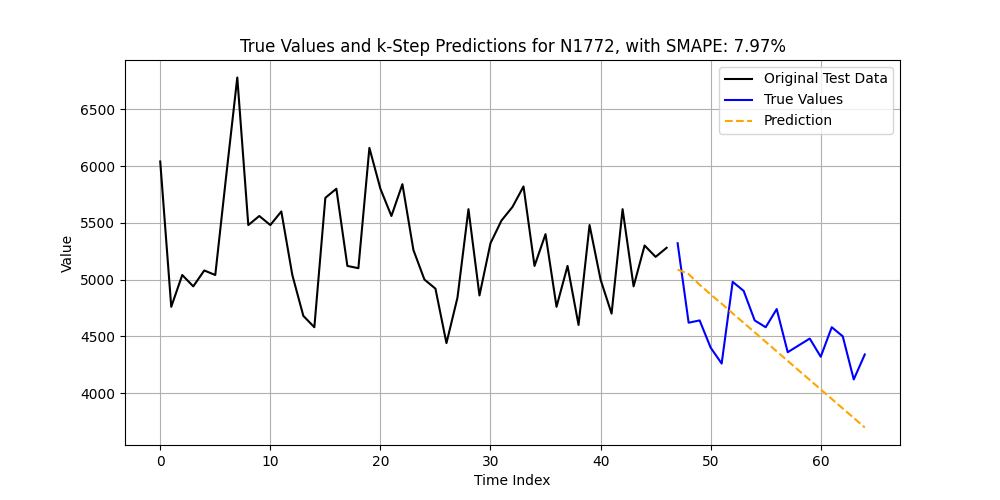 True Values and k-Step Predictions for N1772, with SMAPE: 7.97%
Original Test Data
True Values
Prediction
6500
6000
5500
5000
4500
4000
Value
0 10 20 30 40 50 60
Time Index